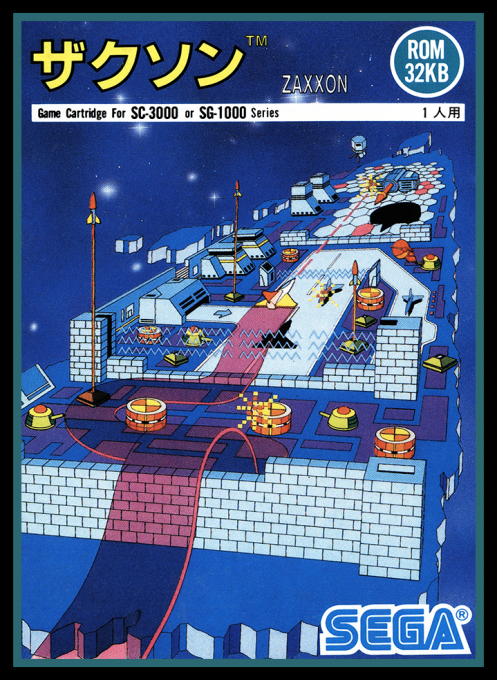 ザクソン™
ZAXXON
ROM
32KB
Game Cartridge For SC-3000 or SG-1000 Series
1人用
SEGA®